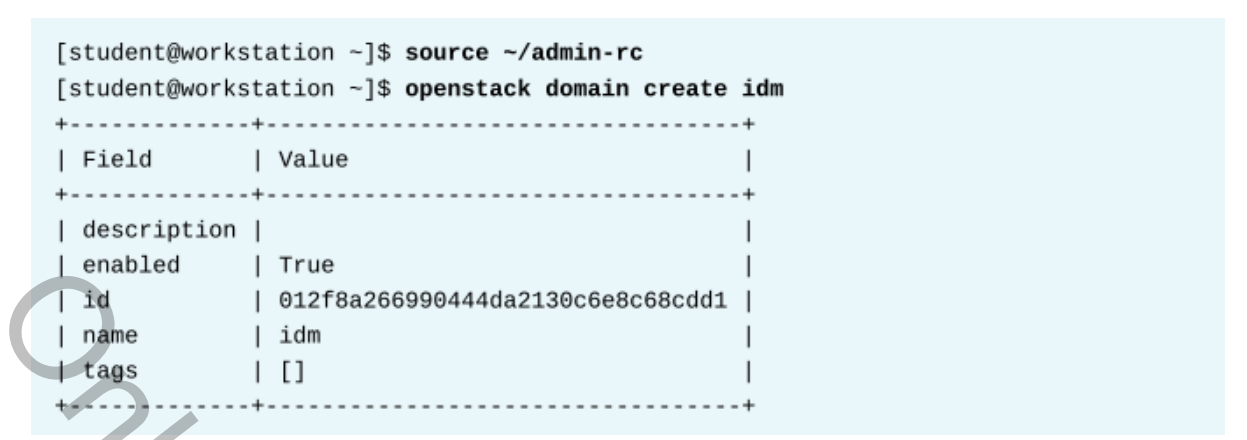 [student@workstation ~]$ source ~/admin-rc
[student@workstation ~]$ openstack domain create idm
+-------------+----------------------------------+
| Field       | Value                            |
+-------------+----------------------------------+
| description |                                  |
| enabled     | True                             |
| id          | 012f8a266990444da2130c6e8c68cdd1 |
| name        | idm                              |
| tags        | []                               |
+-------------+----------------------------------+